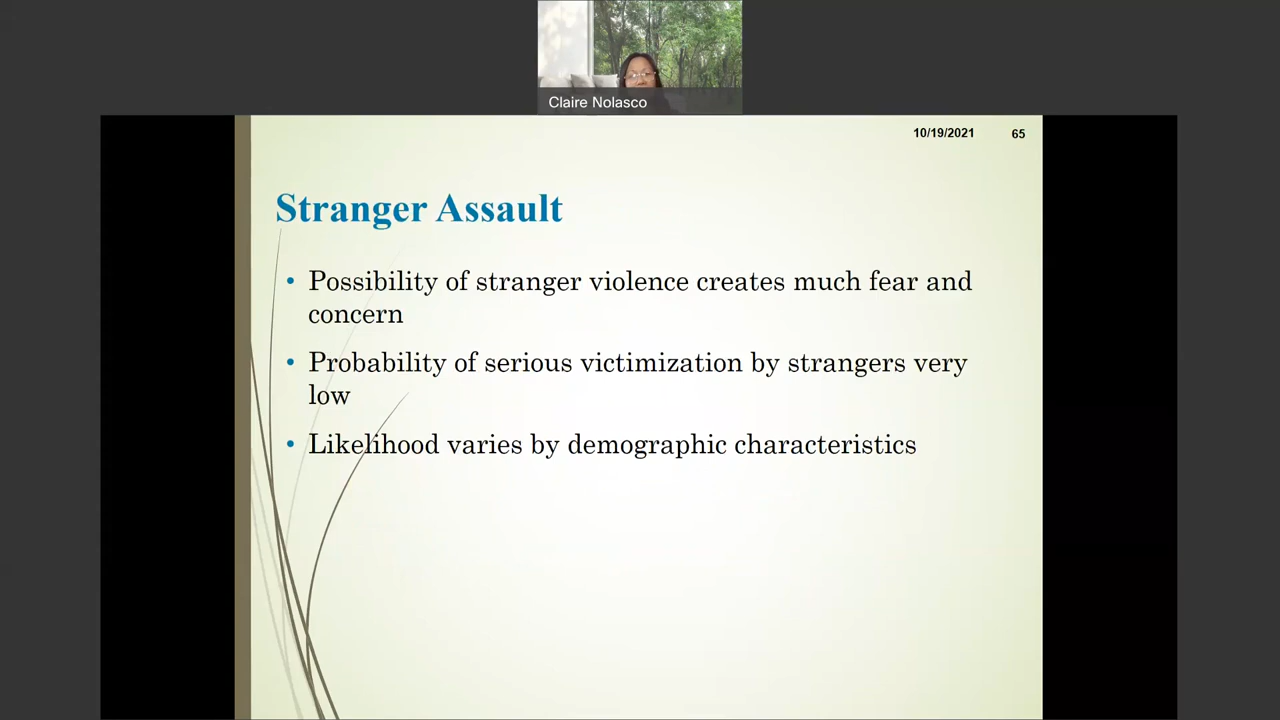 Claire Nolasco
10/19/2021 65
Stranger Assault
• Possibility of stranger violence creates much fear and
concern
• Probability of serious victimization by strangers very
low
• Likelihood varies by demographic characteristics